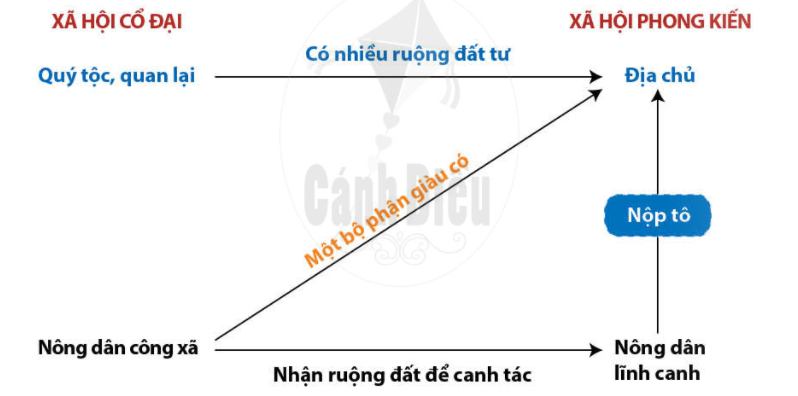 XÃ HỘI CỔ ĐẠI
XÃ HỘI PHONG KIẾN
Có nhiều ruộng đất tư
Quý tộc, quan lại
Địa chủ
Một bộ phận giàu có
Cánh Diều
Nộp tô
Nông dân công xã
Nông dân
lĩnh canh
Nhận ruộng đất để canh tác